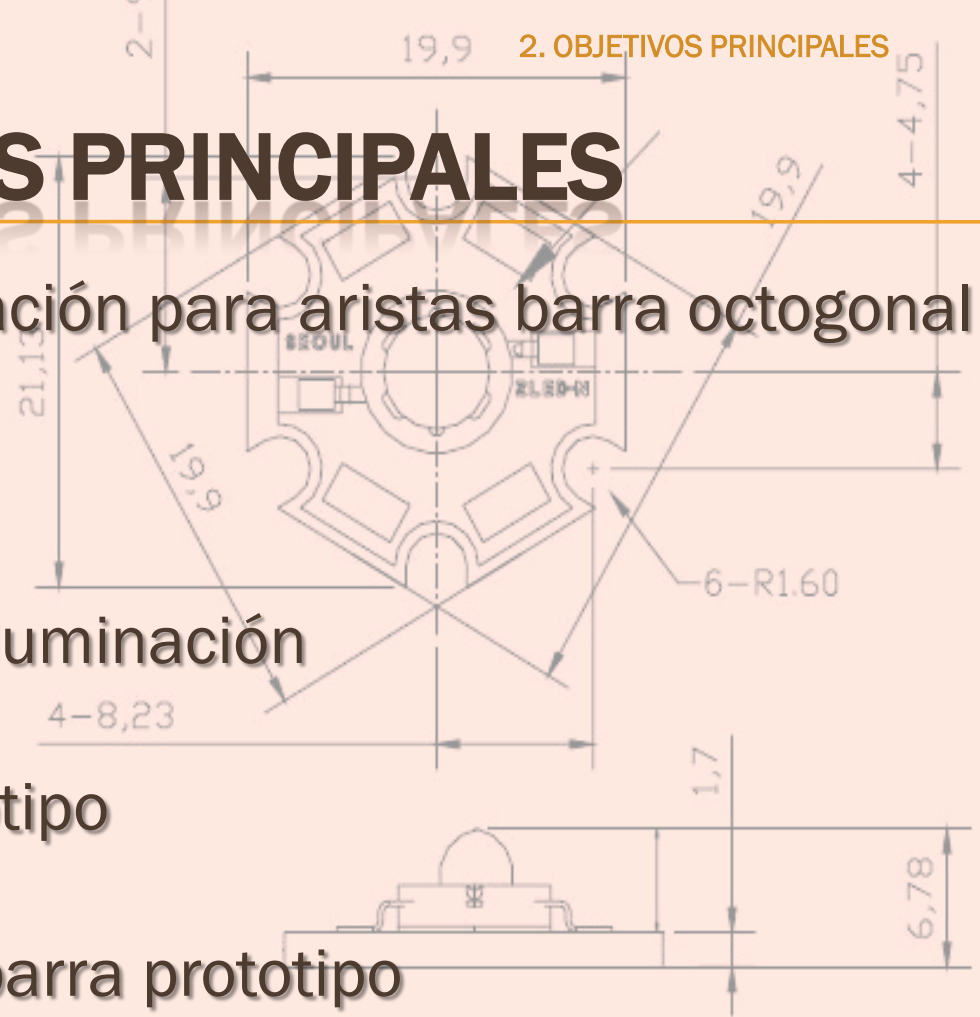 2. OBJETIVOS PRINCIPALES
19,9
4-4,75
S PRINCIPALES
19,9
ación para aristas barra octogonal
SEOUL
21,13
19,9
6-R1.60
uminación
4-8,23
1,7
tipo
6,78
barra prototipo